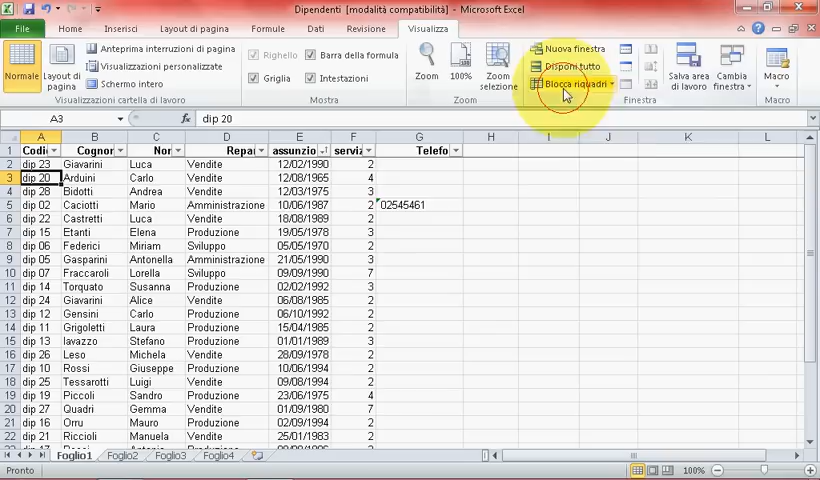 Dipendenti [modalità compatibilità] - Microsoft Excel
File Home Inserisci Layout di pagina Formule Dati Revisione Visualizza
Normale
Layout di pagina
Anteprima interruzioni di pagina
Visualizzazioni personalizzate
Schermo intero
Visualizzazioni cartella di lavoro
Righello
Barra della formula
Griglia
Intestazioni
Mostra
Zoom
100%
Zoom selezione
Zoom
Nuova finestra
Disponi tutto
Blocca riquadri
Salva area di lavoro
Cambia finestra
Finestra
Macro
Macro
A3 fx dip 20
A B C D E F G H I J K L
1 Codic Cognor Nor Repar assunzio serviz Telefo
2 dip 23 Giavarini Luca Vendite 12/02/1990 2
3 dip 20 Arduini Carlo Vendite 10/08/1965 4
4 dip 28 Bidotti Andrea Vendite 12/03/1975 3
5 dip 02 Caciotti Mario Amministrazione 10/06/1987 2 02545461
6 dip 22 Castretti Luca Vendite 18/08/1989 2
7 dip 15 Etanti Elena Produzione 19/05/1978 3
8 dip 06 Federici Miriam Sviluppo 05/05/1970 2
9 dip 05 Gasparini Antonella Amministrazione 21/05/1990 3
10 dip 07 Fraccaroli Lorella Sviluppo 09/09/1990 7
11 dip 14 Torquato Susanna Produzione 02/02/1992 3
12 dip 24 Giavarini Alice Vendite 06/08/1985 2
13 dip 12 Gensini Carlo Produzione 06/10/1991 2
14 dip 11 Grigoletti Laura Produzione 15/04/1985 2
15 dip 13 Iavazzo Stefano Produzione 01/01/1989 3
16 dip 26 Leso Michela Vendite 29/11/1978 2
17 dip 10 Rossi Giuseppe Produzione 10/06/1994 2
18 dip 25 Tessarotti Luigi Vendite 09/08/1994 2
19 dip 19 Piccoli Sandro Produzione 23/04/1975 4
20 dip 27 Quadri Gemma Vendite 01/09/1980 7
21 dip 16 Orru Mauro Produzione 02/09/1994 2
22 dip 21 Riccioli Manuela Vendite 25/01/1983 2
Foglio1 Foglio2 Foglio3 Foglio4
Pronto 100%